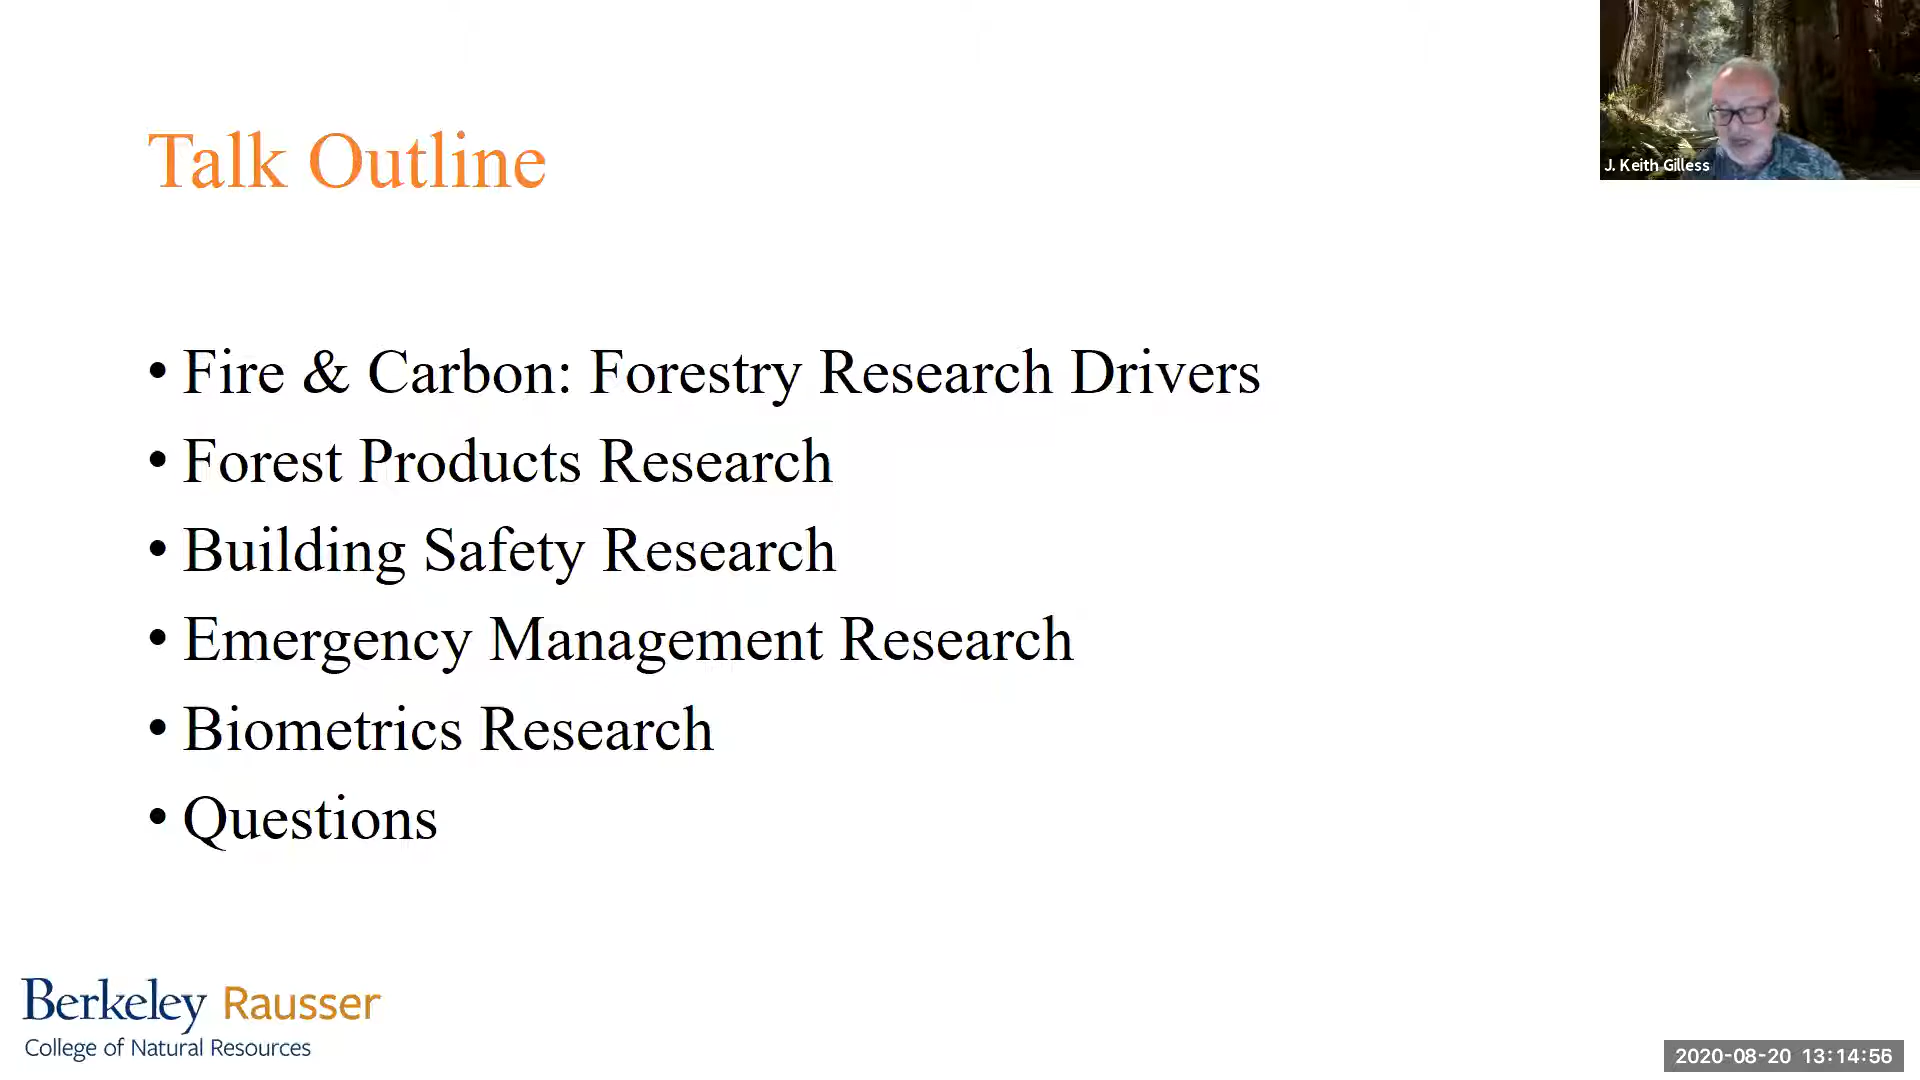 Talk Outline
J. Keith Gilless
• Fire & Carbon: Forestry Research Drivers
• Forest Products Research
• Building Safety Research
• Emergency Management Research
• Biometrics Research
• Questions
Berkeley Rausser
College of Natural Resources
2020-08-20 13:14:56